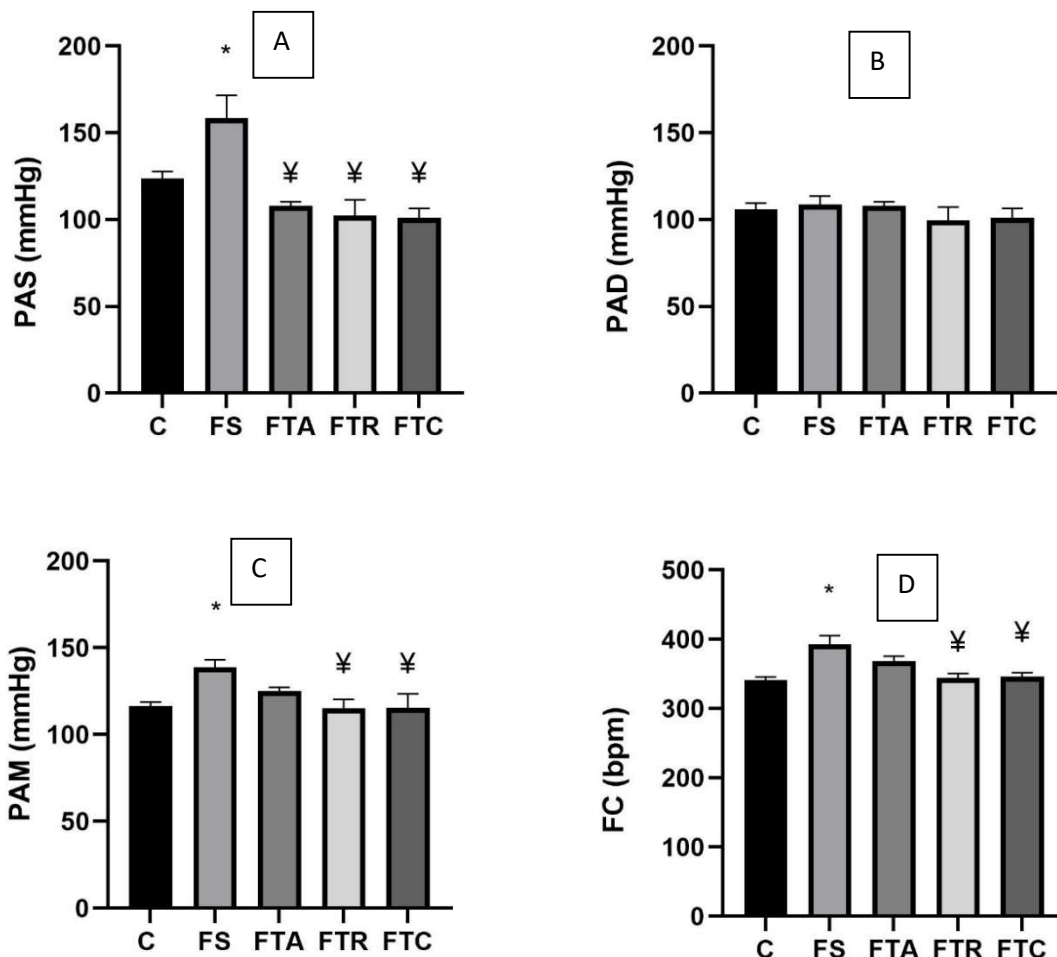 A
PAS (mmHg)
200
150
100
50
0
*
¥ ¥ ¥
C FS FTA FTR FTC
B
PAD (mmHg)
200
150
100
50
0
C FS FTA FTR FTC
C
PAM (mmHg)
200
150
100
50
0
*
¥ ¥
C FS FTA FTR FTC
D
FC (bpm)
500
400
300
200
100
0
*
¥ ¥
C FS FTA FTR FTC